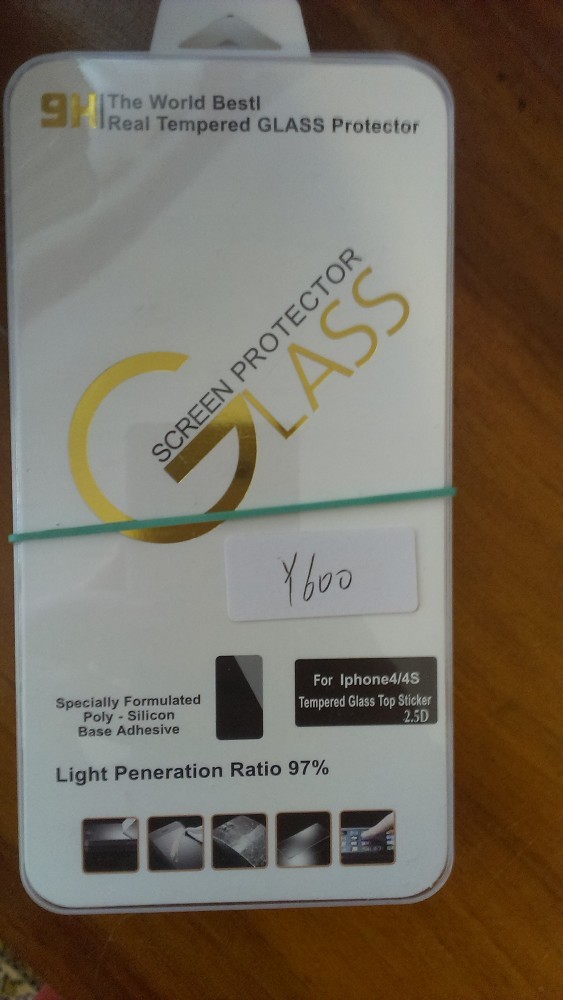 9H The World Best!
Real Tempered GLASS Protector
SCREEN PROTECTOR
GLASS
Y600
Specially Formulated
Poly - Silicon
Base Adhesive
For Iphone4/4S
Tempered Glass Top Sticker
2.5D
Light Peneration Ratio 97%